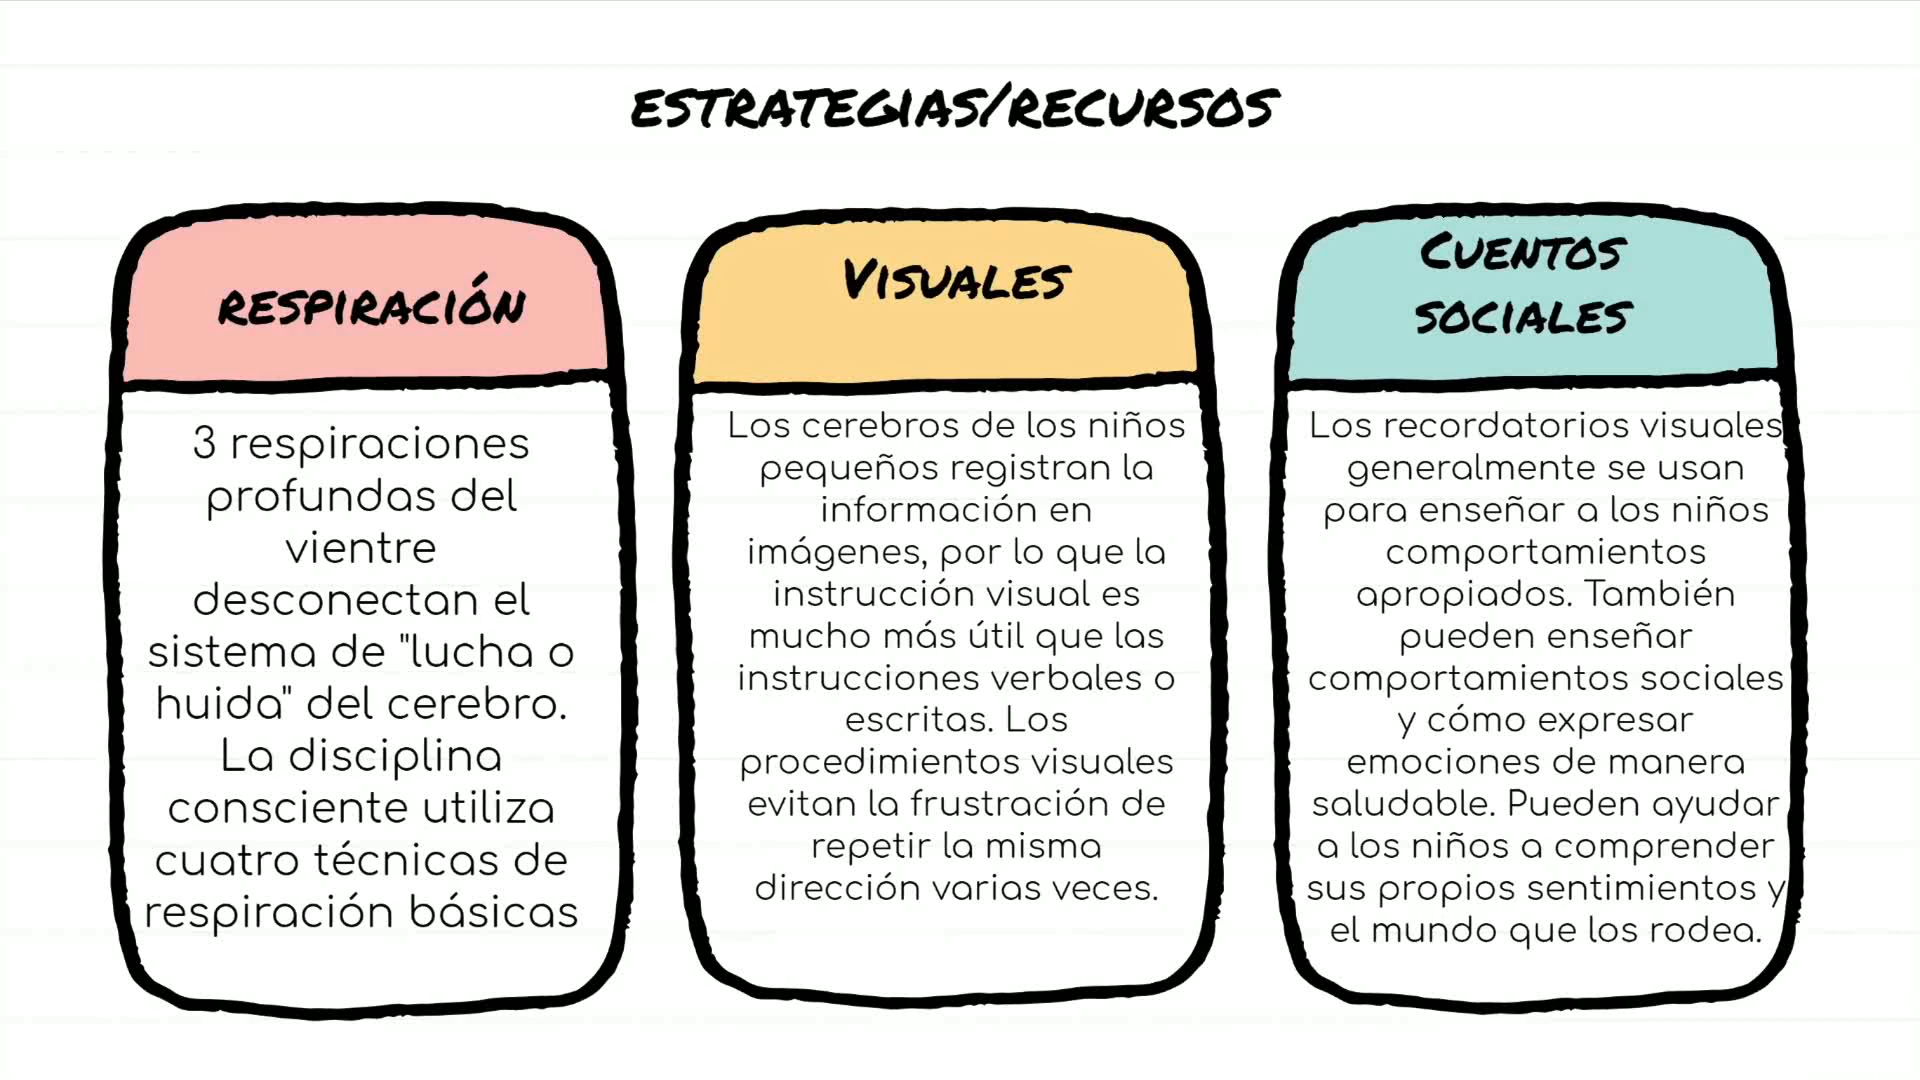 ESTRATEGIAS/RECURSOS
RESPIRACIÓN
3 respiraciones
profundas del
vientre
desconectan el
sistema de "lucha o
huida" del cerebro.
La disciplina
consciente utiliza
cuatro técnicas de
respiración básicas
VISUALES
Los cerebros de los niños
pequeños registran la
información en
imágenes, por lo que la
instrucción visual es
mucho más útil que las
instrucciones verbales o
escritas. Los
procedimientos visuales
evitan la frustración de
repetir la misma
dirección varias veces.
CUENTOS
SOCIALES
Los recordatorios visuales
generalmente se usan
para enseñar a los niños
comportamientos
apropiados. También
pueden enseñar
comportamientos sociales
y cómo expresar
emociones de manera
saludable. Pueden ayudar
a los niños a comprender
sus propios sentimientos y
el mundo que los rodea.